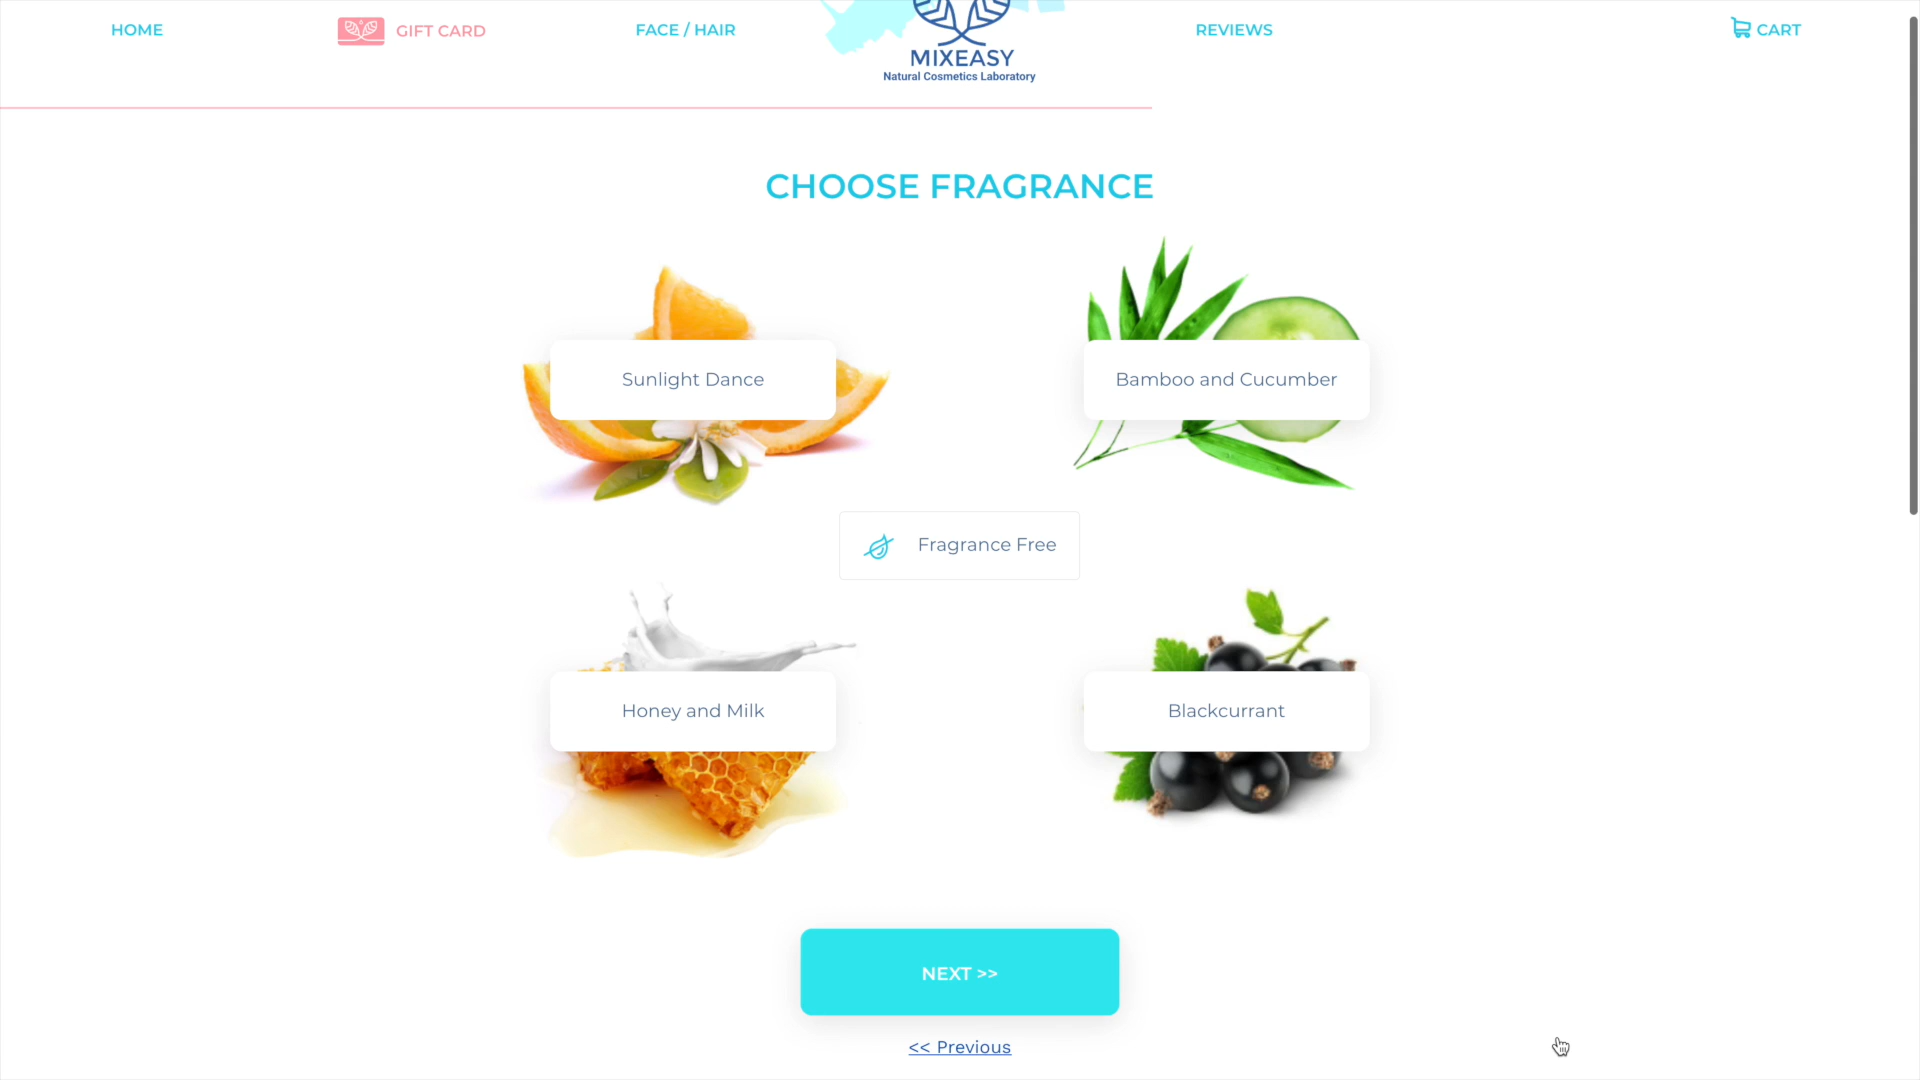 HOME
GIFT CARD
FACE / HAIR
MIXEASY
Natural Cosmetics Laboratory
REVIEWS
CART
CHOOSE FRAGRANCE
Sunlight Dance
Bamboo and Cucumber
Fragrance Free
Honey and Milk
Blackcurrant
NEXT >>
<< Previous